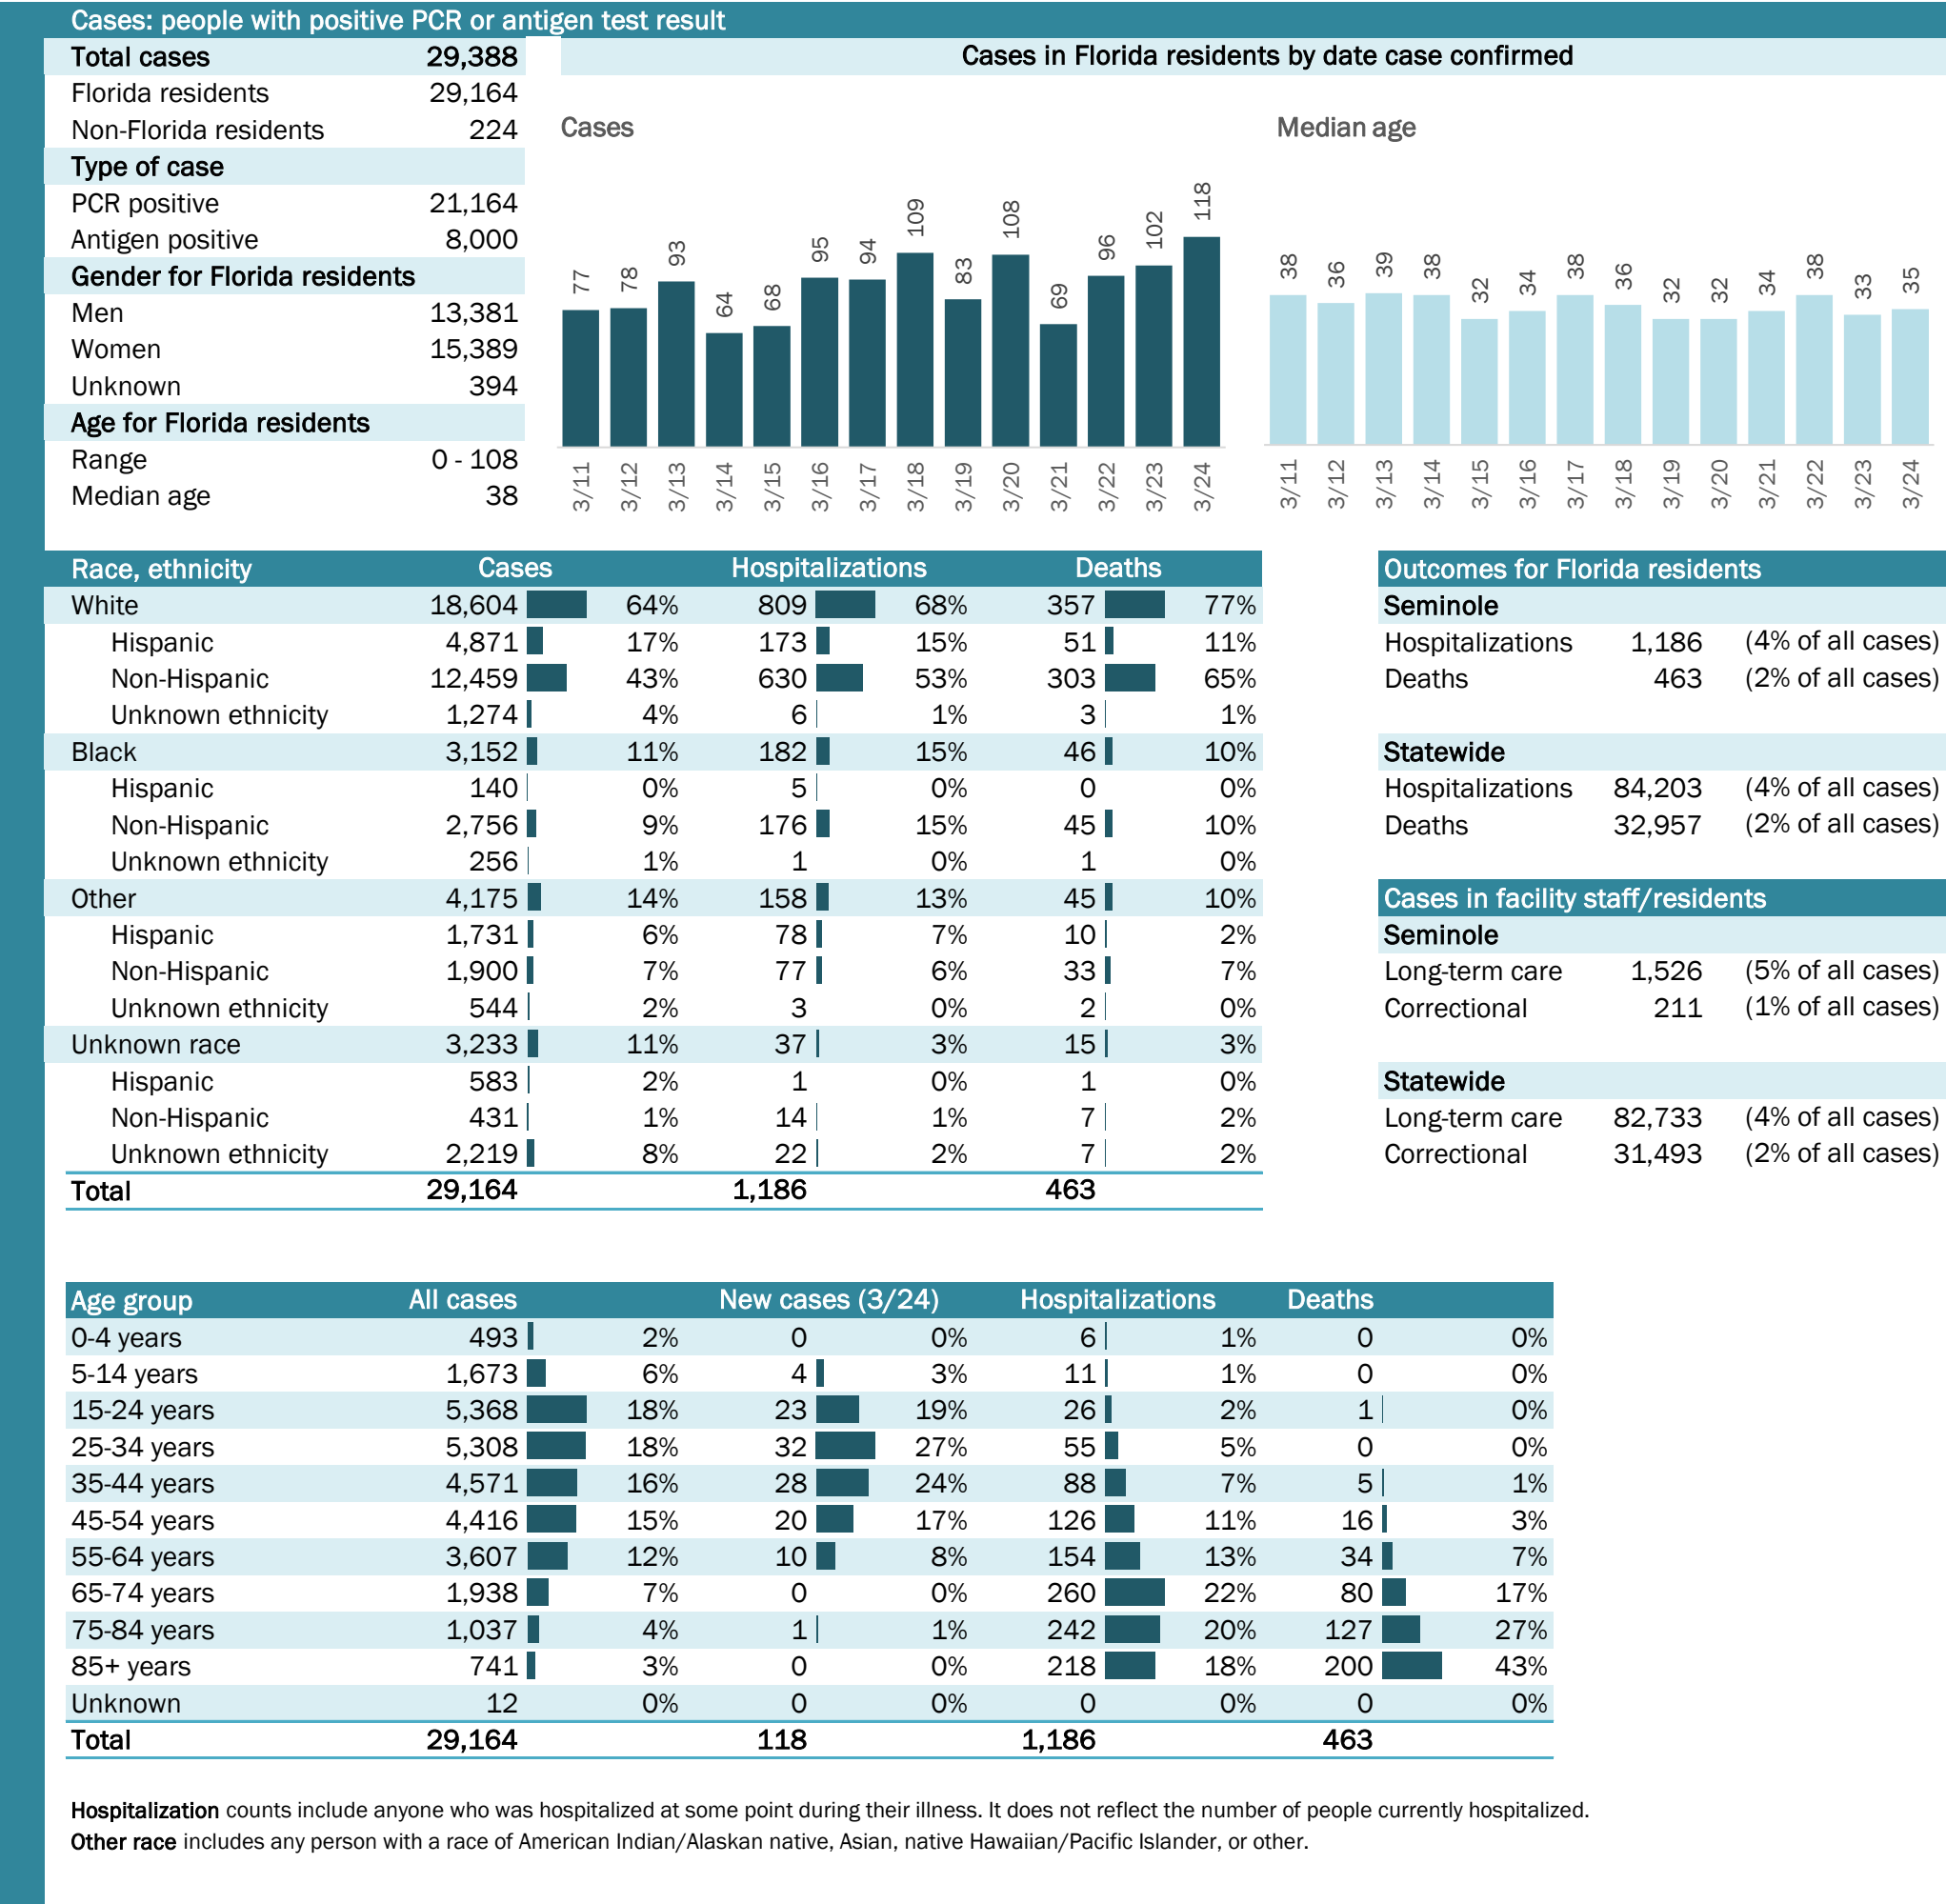 Cases: people with positive PCR or antigen test result
Total cases 29,388
Florida residents 29,164
Non-Florida residents 224
Type of case
PCR positive 21,164
Antigen positive 8,000
Gender for Florida residents
Men 13,381
Women 15,389
Unknown 394
Age for Florida residents
Range 0 - 108
Median age 38
Cases in Florida residents by date case confirmed
Cases
77 78 93 64 68 95 94 109 83 108 69 96 102 118
3/11 3/12 3/13 3/14 3/15 3/16 3/17 3/18 3/19 3/20 3/21 3/22 3/23 3/24
Median age
38 36 39 38 32 34 38 36 32 32 34 38 33 35
3/11 3/12 3/13 3/14 3/15 3/16 3/17 3/18 3/19 3/20 3/21 3/22 3/23 3/24
Race, ethnicity Cases Hospitalizations Deaths
White 18,604 64% 809 68% 357 77%
Hispanic 4,871 17% 173 15% 51 11%
Non-Hispanic 12,459 43% 630 53% 303 65%
Unknown ethnicity 1,274 4% 6 1% 3 1%
Black 3,152 11% 182 15% 46 10%
Hispanic 140 0% 5 0% 0 0%
Non-Hispanic 2,756 9% 176 15% 45 10%
Unknown ethnicity 256 1% 1 0% 1 0%
Other 4,175 14% 158 13% 45 10%
Hispanic 1,731 6% 78 7% 10 2%
Non-Hispanic 1,900 7% 77 6% 33 7%
Unknown ethnicity 544 2% 3 0% 2 0%
Unknown race 3,233 11% 37 3% 15 3%
Hispanic 583 2% 1 0% 1 0%
Non-Hispanic 431 1% 14 1% 7 2%
Unknown ethnicity 2,219 8% 22 2% 7 2%
Total 29,164 1,186 463
Outcomes for Florida residents
Seminole
Hospitalizations 1,186 (4% of all cases)
Deaths 463 (2% of all cases)
Statewide
Hospitalizations 84,203 (4% of all cases)
Deaths 32,957 (2% of all cases)
Cases in facility staff/residents
Seminole
Long-term care 1,526 (5% of all cases)
Correctional 211 (1% of all cases)
Statewide
Long-term care 82,733 (4% of all cases)
Correctional 31,493 (2% of all cases)
Age group All cases New cases (3/24) Hospitalizations Deaths
0-4 years 493 2% 0 0% 6 1% 0 0%
5-14 years 1,673 6% 4 3% 11 1% 0 0%
15-24 years 5,368 18% 23 19% 26 2% 1 0%
25-34 years 5,308 18% 32 27% 55 5% 0 0%
35-44 years 4,571 16% 28 24% 88 7% 5 1%
45-54 years 4,416 15% 20 17% 126 11% 16 3%
55-64 years 3,607 12% 10 8% 154 13% 34 7%
65-74 years 1,938 7% 0 0% 260 22% 80 17%
75-84 years 1,037 4% 1 1% 242 20% 127 27%
85+ years 741 3% 0 0% 218 18% 200 43%
Unknown 12 0% 0 0% 0 0% 0 0%
Total 29,164 118 1,186 463
Hospitalization counts include anyone who was hospitalized at some point during their illness. It does not reflect the number of people currently hospitalized.
Other race includes any person with a race of American Indian/Alaskan native, Asian, native Hawaiian/Pacific Islander, or other.